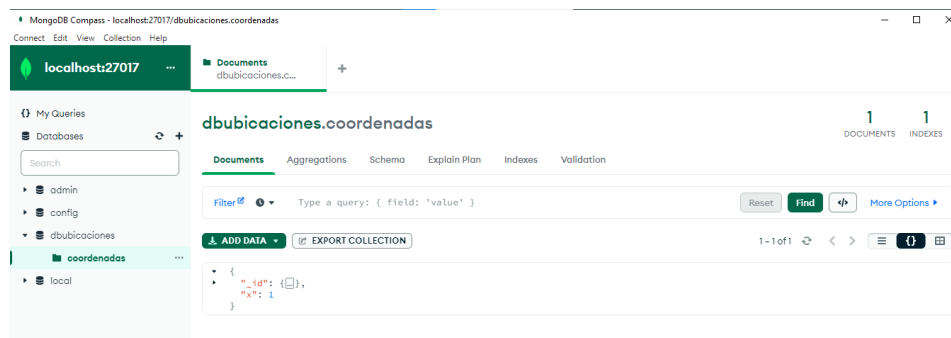 MongoDB Compass - localhost:27017/dbubicaciones.coordenadas
Connect Edit View Collection Help
localhost:27017 ...
Documents
dbubicaciones.c...
+
{} My Queries
Databases
Search
admin
config
dbubicaciones
coordenadas ...
local
dbubicaciones.coordenadas
1 DOCUMENTS
1 INDEXES
Documents Aggregations Schema Explain Plan Indexes Validation
Filter Type a query: { field: 'value' } Reset Find </> More Options
ADD DATA EXPORT COLLECTION 1 - 1 of 1 < > {}
{
"_id": {...},
"x": 1
}